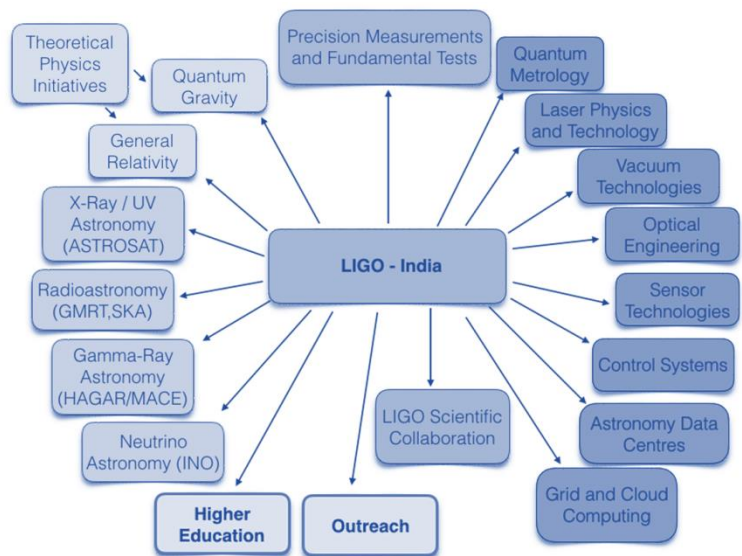 Theoretical
Physics
Initiatives
Quantum
Gravity
General
Relativity
X-Ray / UV
Astronomy
(ASTROSAT)
Radioastronomy
(GMRT,SKA)
Gamma-Ray
Astronomy
(HAGAR/MACE)
Neutrino
Astronomy (INO)
Higher
Education
Outreach
LIGO - India
Precision Measurements
and Fundamental Tests
LIGO Scientific
Collaboration
Quantum
Metrology
Laser Physics
and Technology
Vacuum
Technologies
Optical
Engineering
Sensor
Technologies
Control Systems
Astronomy Data
Centres
Grid and Cloud
Computing